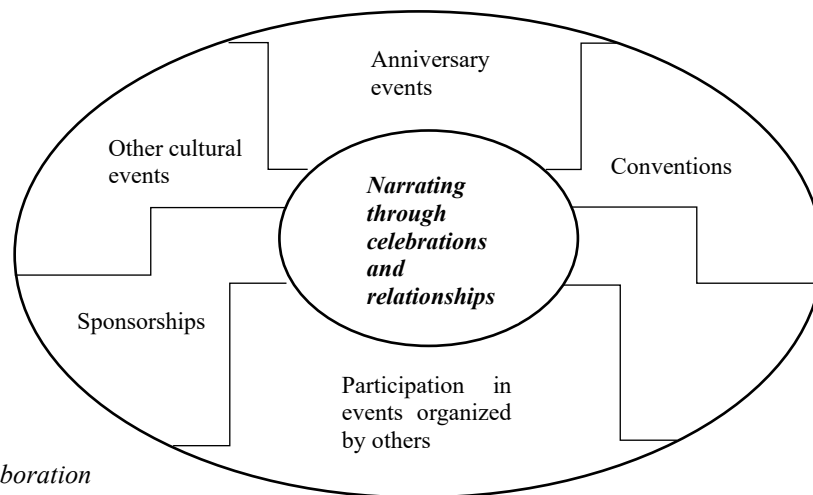 Anniversary
events
Other cultural
events
Conventions
Narrating
through
celebrations
and
relationships
Sponsorships
Participation in
events organized
by others
boration